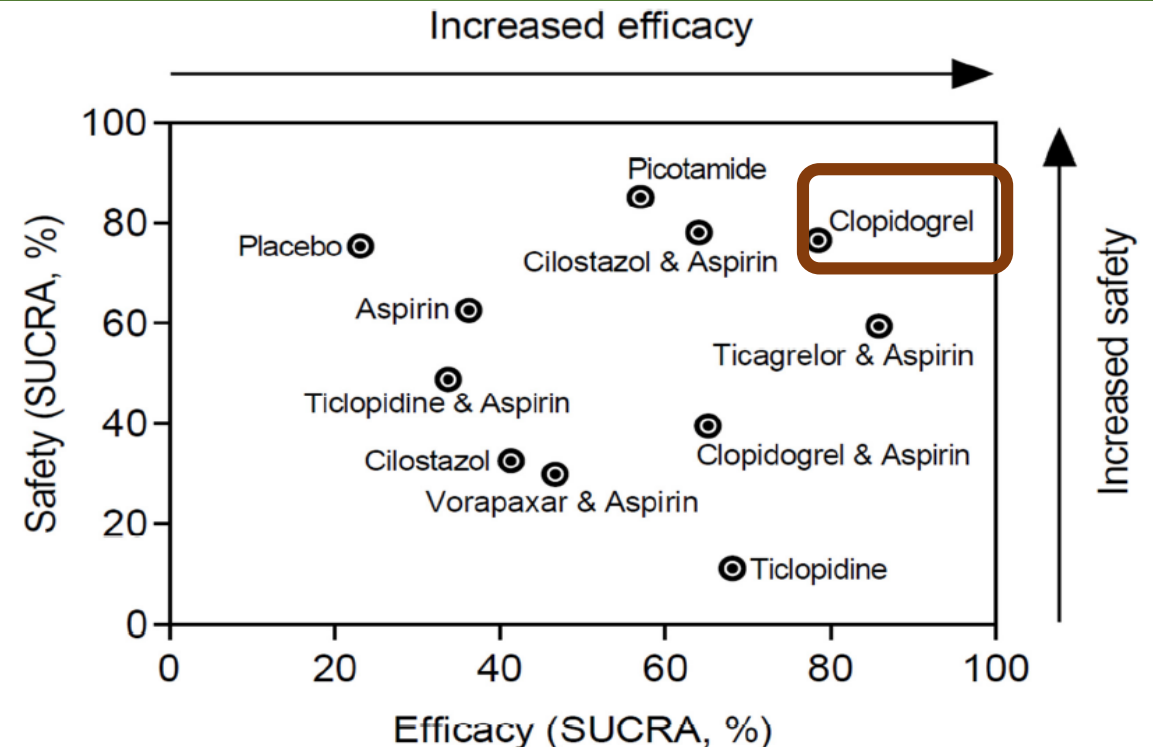 Increased efficacy
100
80
60
40
20
0
Safety (SUCRA, %)
Picotamide
Clopidogrel
Placebo
Cilostazol & Aspirin
Aspirin
Ticagrelor & Aspirin
Ticlopidine & Aspirin
Clopidogrel & Aspirin
Cilostazol
Vorapaxar & Aspirin
Ticlopidine
Increased safety
0 20 40 60 80 100
Efficacy (SUCRA, %)